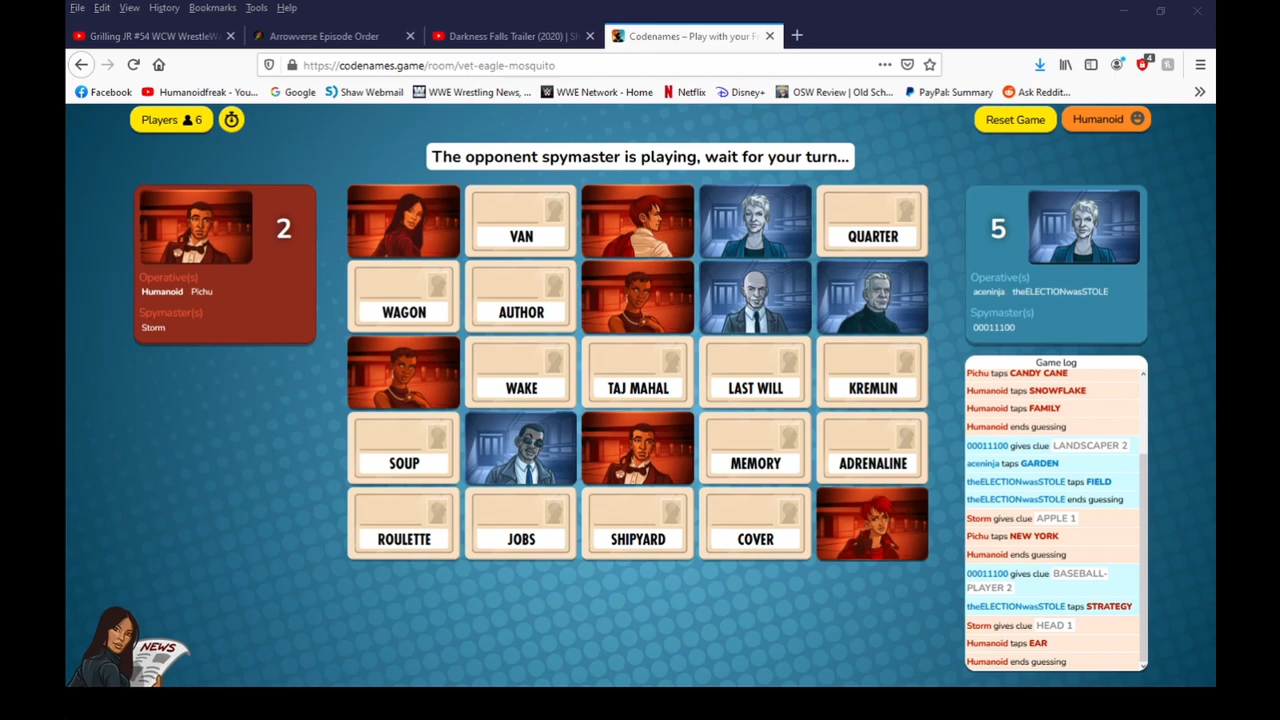 File Edit View History Bookmarks Tools Help
Grilling JR #54 WCW WrestleW
Arrowverse Episode Order
Darkness Falls Trailer (2020) | S
Codenames – Play with your F
https://codenames.game/room/vet-eagle-mosquito
4
Facebook Humanoidfreak - You... Google Shaw Webmail WWE Wrestling News, ... WWE Network - Home Netflix Disney+ OSW Review | Old Sch... PayPal: Summary Ask Reddit...
Players 6
Reset Game
Humanoid
The opponent spymaster is playing, wait for your turn...
2
Operative(s)
Humanoid Pichu
Spymaster(s)
Storm
VAN
QUARTER
WAGON
AUTHOR
WAKE
TAJ MAHAL
LAST WILL
KREMLIN
SOUP
MEMORY
ADRENALINE
ROULETTE
JOBS
SHIPYARD
COVER
5
Operative(s)
aceninja theELECTIONwasSTOLE
Spymaster(s)
00011100
Game log
Pichu taps CANDY CANE
Humanoid taps SNOWFLAKE
Humanoid taps FAMILY
Humanoid ends guessing
00011100 gives clue LANDSCAPER 2
aceninja taps GARDEN
theELECTIONwasSTOLE taps FIELD
theELECTIONwasSTOLE ends guessing
Storm gives clue APPLE 1
Pichu taps NEW YORK
Humanoid ends guessing
00011100 gives clue BASEBALL-
PLAYER 2
theELECTIONwasSTOLE taps STRATEGY
Storm gives clue HEAD 1
Humanoid taps EAR
Humanoid ends guessing
NEWS